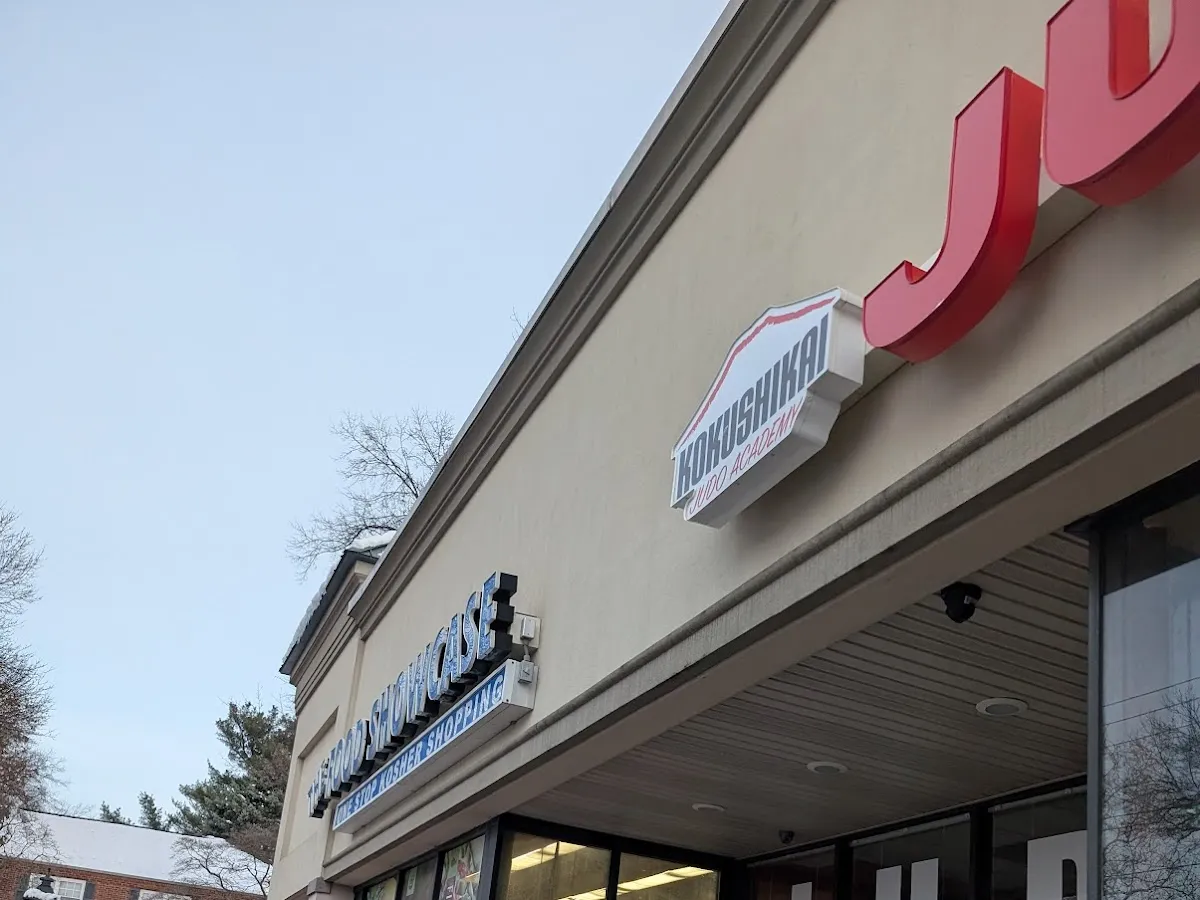 THE FOOD SHOWCASE
ONE STOP KOSHER SHOPPING
KOKUSHIKAI
JUDO ACADEMY
JU